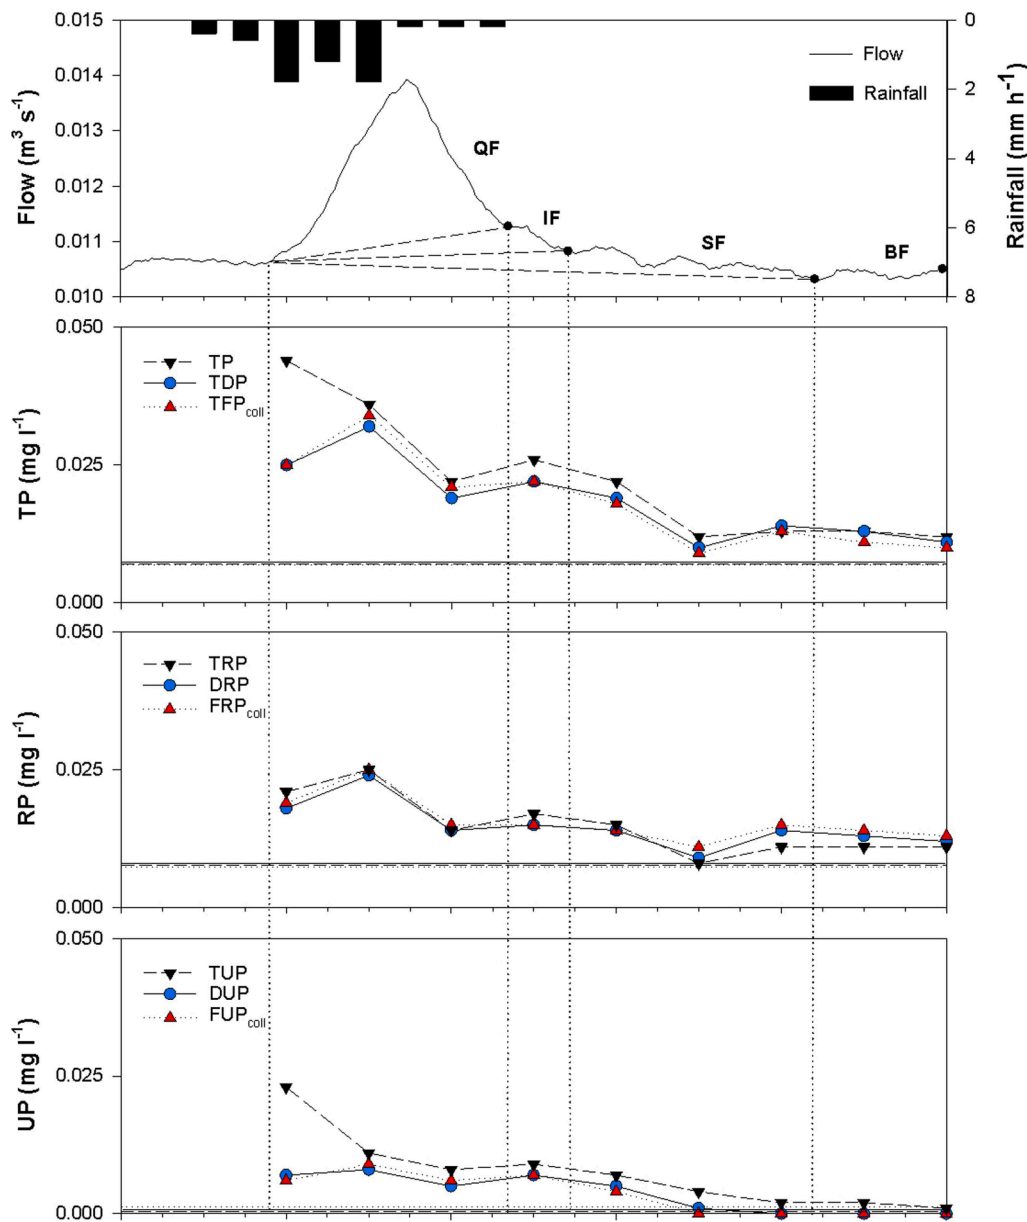 0.015
0.014
0.013
0.012
0.011
0.010
Flow (m³ s⁻¹)
0
2
4
6
8
Rainfall (mm h⁻¹)
Flow
Rainfall
QF
IF
SF
BF
0.050
0.025
0.000
TP (mg l⁻¹)
TP
TDP
TFPcoll
0.050
0.025
0.000
RP (mg l⁻¹)
TRP
DRP
FRPcoll
0.050
0.025
0.000
UP (mg l⁻¹)
TUP
DUP
FUPcoll